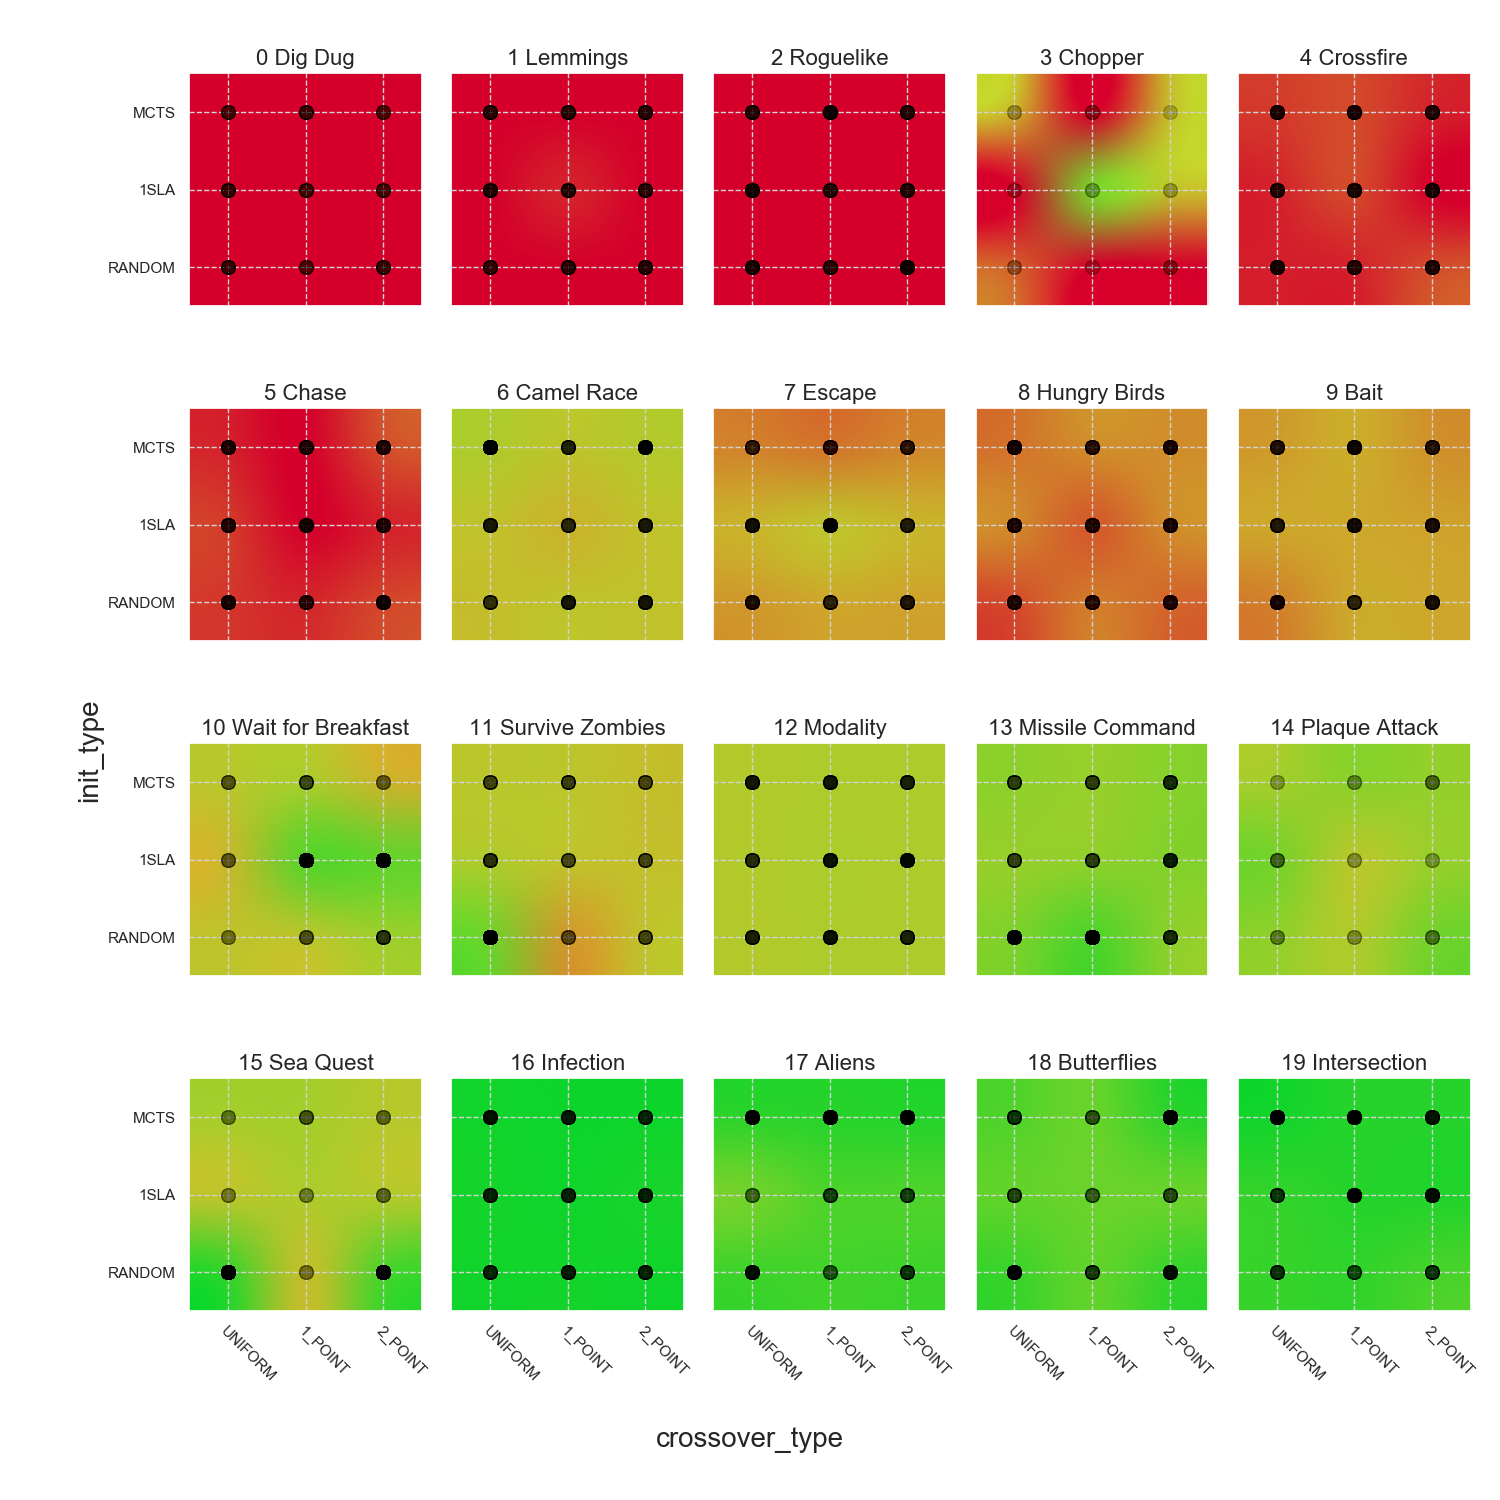 0 Dig Dug
1 Lemmings
2 Roguelike
3 Chopper
4 Crossfire
MCTS
1SLA
RANDOM
5 Chase
6 Camel Race
7 Escape
8 Hungry Birds
9 Bait
MCTS
1SLA
RANDOM
init_type
10 Wait for Breakfast
11 Survive Zombies
12 Modality
13 Missile Command
14 Plaque Attack
MCTS
1SLA
RANDOM
15 Sea Quest
16 Infection
17 Aliens
18 Butterflies
19 Intersection
MCTS
1SLA
RANDOM
UNIFORM
1_POINT
2_POINT
UNIFORM
1_POINT
2_POINT
UNIFORM
1_POINT
2_POINT
UNIFORM
1_POINT
2_POINT
UNIFORM
1_POINT
2_POINT
crossover_type